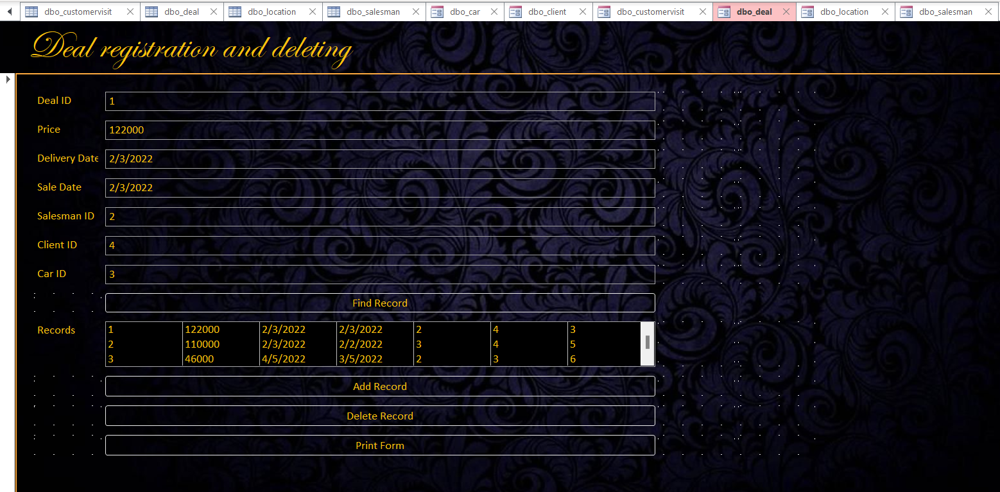 dbo_customervisit dbo_deal dbo_location dbo_salesman dbo_car dbo_client dbo_customervisit dbo_deal dbo_location dbo_salesman
Deal registration and deleting
Deal ID 1
Price 122000
Delivery Date 2/3/2022
Sale Date 2/3/2022
Salesman ID 2
Client ID 4
Car ID 3
Find Record
Records 1 122000 2/3/2022 2/3/2022 2 4 3
2 110000 2/3/2022 2/2/2022 3 4 5
3 46000 4/5/2022 3/5/2022 2 3 6
Add Record
Delete Record
Print Form